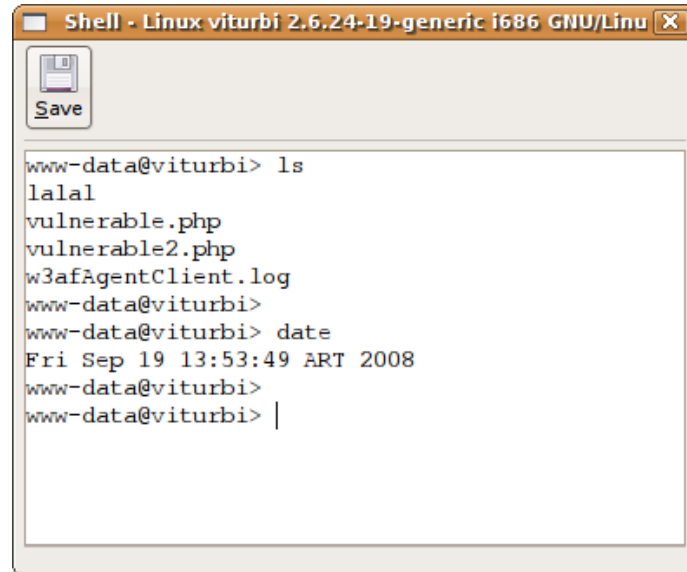 Shell - Linux viturbi 2.6.24-19-generic i686 GNU/Linu
Save
www-data@viturbi> ls
lalal
vulnerable.php
vulnerable2.php
w3afAgentClient.log
www-data@viturbi>
www-data@viturbi> date
Fri Sep 19 13:53:49 ART 2008
www-data@viturbi>
www-data@viturbi>